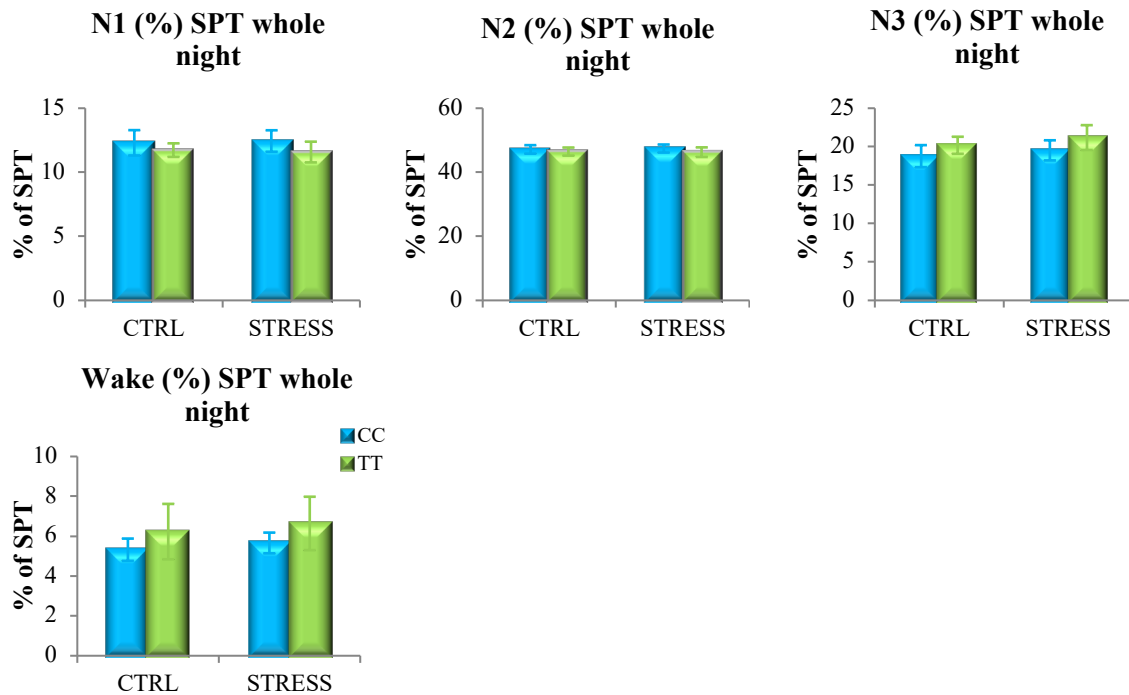 N1 (%) SPT whole
night
% of SPT
15
10
5
0
CTRL
STRESS
N2 (%) SPT whole
night
% of SPT
60
40
20
0
CTRL
STRESS
N3 (%) SPT whole
night
% of SPT
25
20
15
10
5
0
CTRL
STRESS
Wake (%) SPT whole
night
CC
TT
% of SPT
10
8
6
4
2
0
CTRL
STRESS